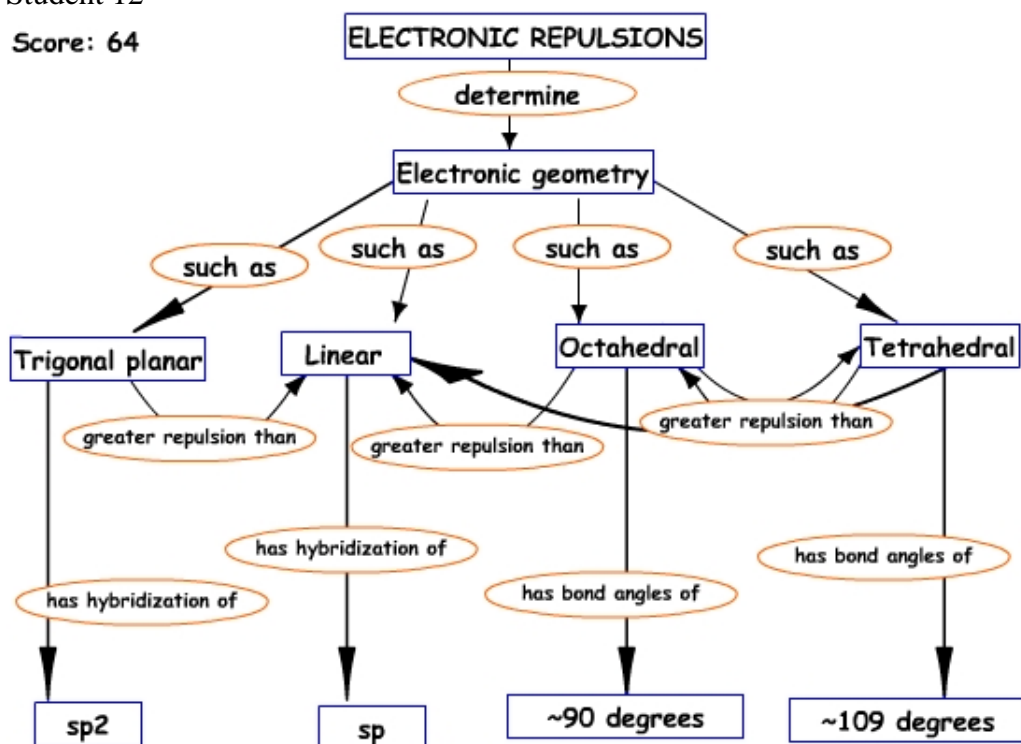 Student 12
Score: 64
ELECTRONIC REPULSIONS
determine
Electronic geometry
such as
such as
such as
such as
Trigonal planar
Linear
Octahedral
Tetrahedral
greater repulsion than
greater repulsion than
greater repulsion than
has hybridization of
has hybridization of
has bond angles of
has bond angles of
sp2
sp
~90 degrees
~109 degrees